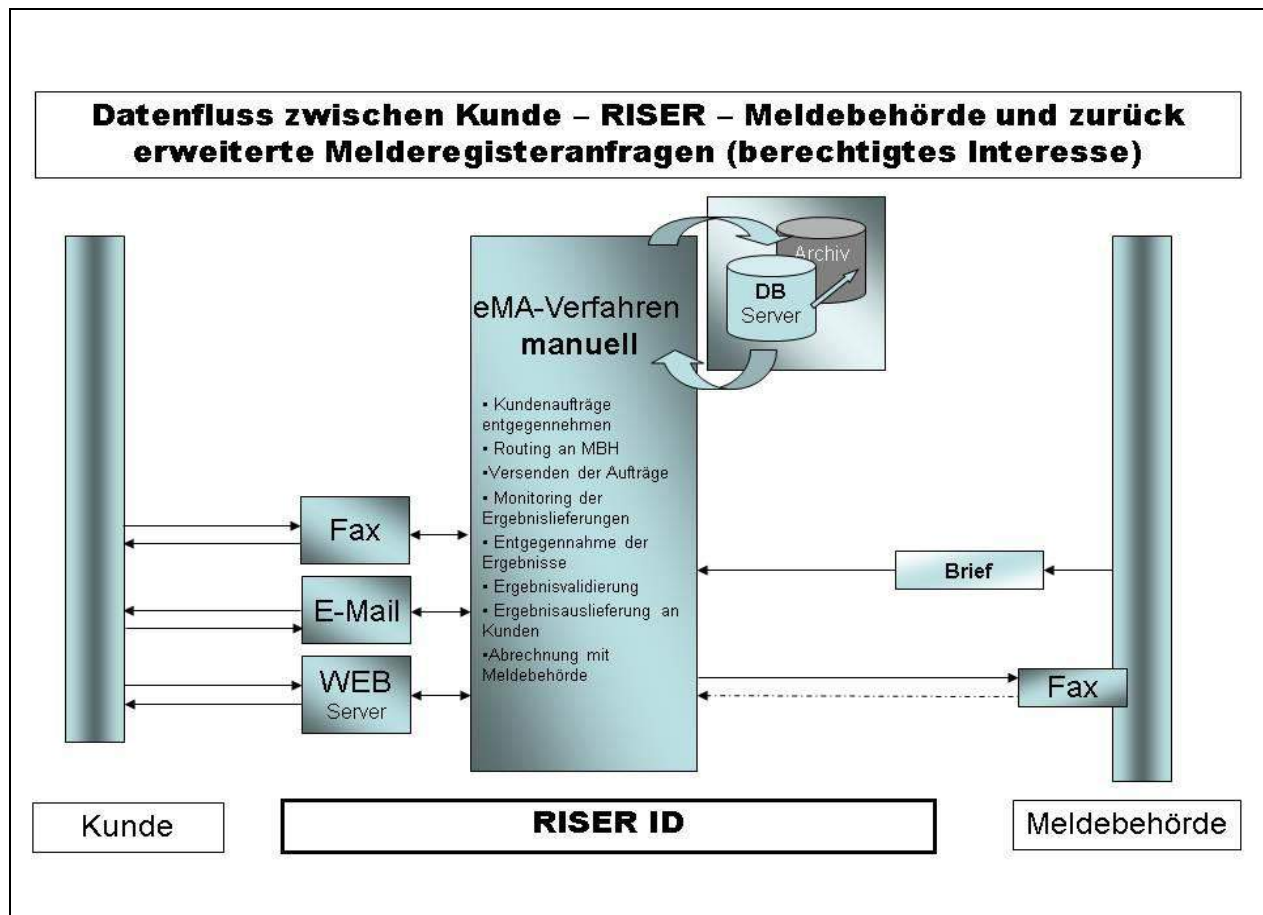 Datenfluss zwischen Kunde – RISER – Meldebehörde und zurück
erweiterte Melderegisteranfragen (berechtigtes Interesse)
Archiv
DB
Server
eMA-Verfahren
manuell
• Kundenaufträge
entgegennehmen
• Routing an MBH
•Versenden der Aufträge
• Monitoring der
Ergebnislieferungen
• Entgegennahme der
Ergebnisse
• Ergebnisvalidierung
• Ergebnisauslieferung an
Kunden
•Abrechnung mit
Meldebehörde
Fax
E-Mail
WEB
Server
Brief
Fax
Kunde
RISER ID
Meldebehörde